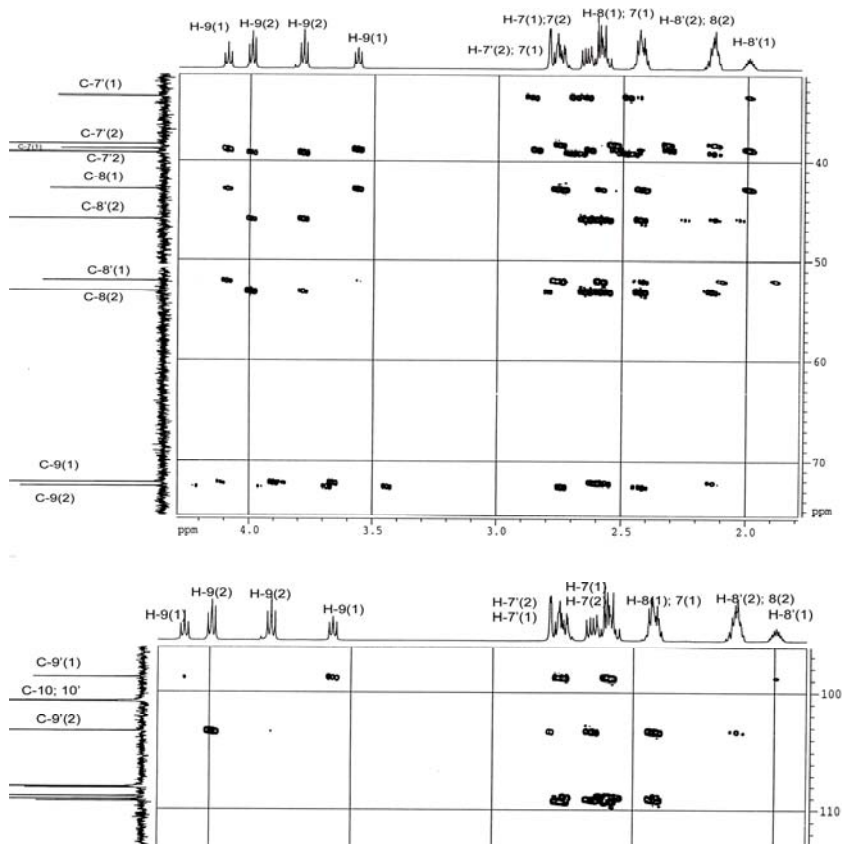 H-9(1) H-9(2) H-9(2) H-9(1) H-7(1);7(2) H-8(1); 7(1) H-8'(2); 8(2)
H-7'(2); 7(1) H-8'(1)
C-7'(1)
C-7'(2)
C-7(1)
C-7'2)
C-8(1)
C-8'(2)
C-8'(1)
C-8(2)
C-9(1)
C-9(2)
40
50
60
70
ppm
ppm 4.0 3.5 3.0 2.5 2.0
H-9(1) H-9(2) H-9(2) H-9(1) H-7'(2) H-7(1) H-8(1); 7(1) H-8'(2); 8(2)
H-7'(1) H-7(2) H-8'(1)
C-9'(1)
C-10; 10'
C-9'(2)
100
110